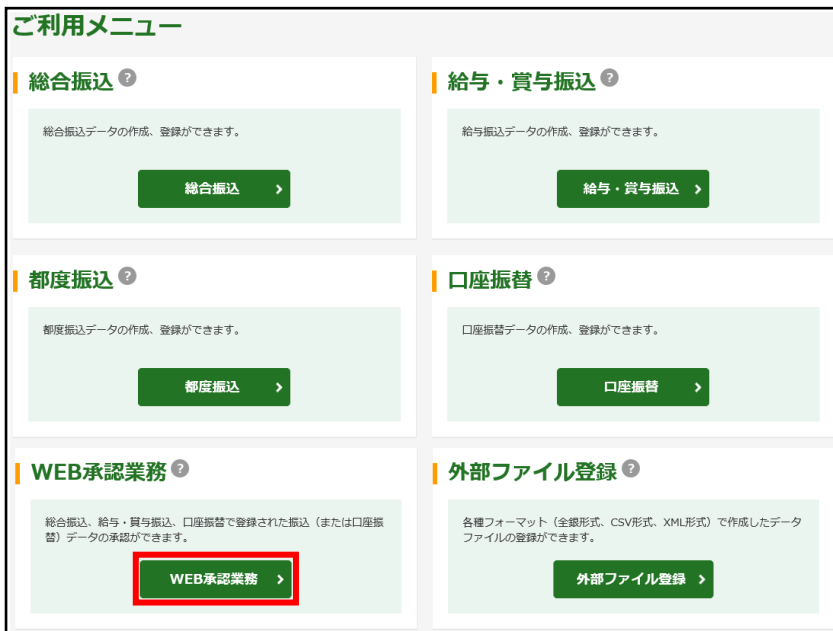 ご利用メニュー
総合振込 ?
総合振込データの作成、登録ができます。
総合振込 >
給与・賞与振込 ?
給与振込データの作成、登録ができます。
給与・賞与振込 >
都度振込 ?
都度振込データの作成、登録ができます。
都度振込 >
口座振替 ?
口座振替データの作成、登録ができます。
口座振替 >
WEB承認業務 ?
総合振込、給与・賞与振込、口座振替で登録された振込（または口座振
替）データの承認ができます。
WEB承認業務 >
外部ファイル登録 ?
各種フォーマット（全銀形式、CSV形式、XML形式）で作成したデータ
ファイルの登録ができます。
外部ファイル登録 >